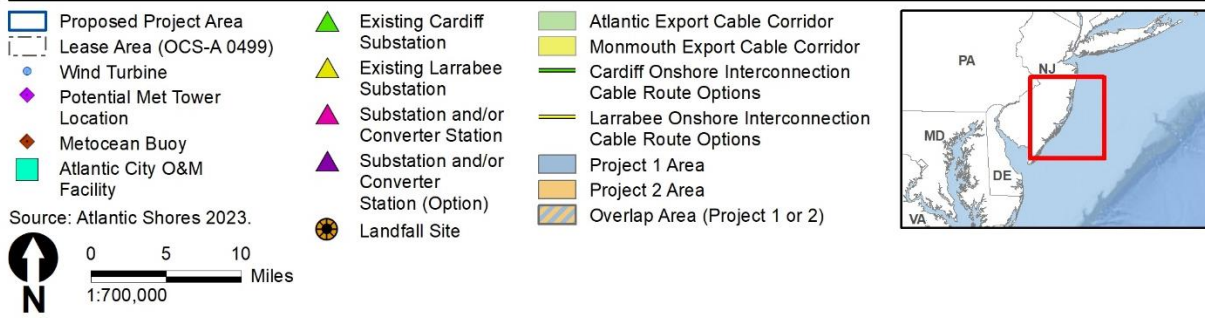 Proposed Project Area
Lease Area (OCS-A 0499)
Wind Turbine
Potential Met Tower
Location
Metocean Buoy
Atlantic City O&M
Facility
Source: Atlantic Shores 2023.
N
0 5 10
Miles
1:700,000
Existing Cardiff
Substation
Existing Larrabee
Substation
Substation and/or
Converter Station
Substation and/or
Converter
Station (Option)
Landfall Site
Atlantic Export Cable Corridor
Monmouth Export Cable Corridor
Cardiff Onshore Interconnection
Cable Route Options
Larrabee Onshore Interconnection
Cable Route Options
Project 1 Area
Project 2 Area
Overlap Area (Project 1 or 2)
PA
NJ
MD
DE
VA